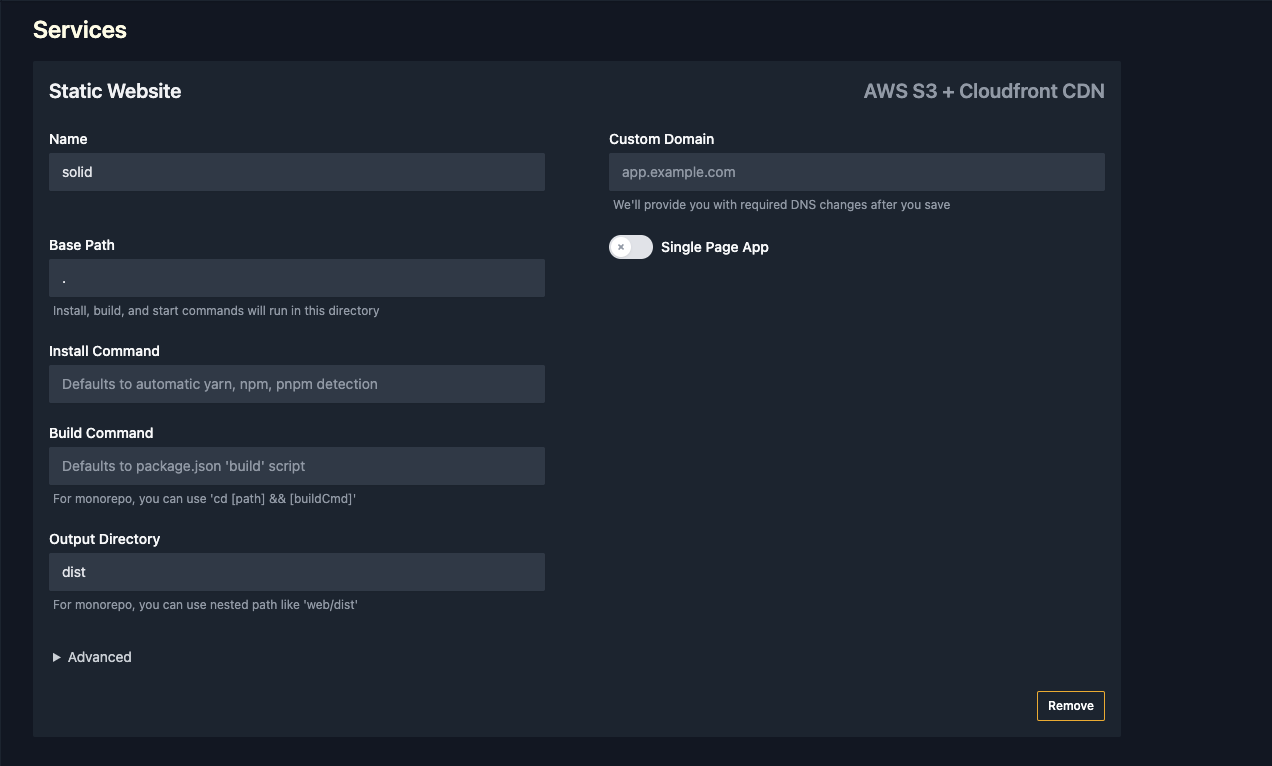 Services
Static Website
AWS S3 + Cloudfront CDN
Name
solid
Custom Domain
app.example.com
We'll provide you with required DNS changes after you save
Base Path
.
Install, build, and start commands will run in this directory
Single Page App
Install Command
Defaults to automatic yarn, npm, pnpm detection
Build Command
Defaults to package.json 'build' script
For monorepo, you can use 'cd [path] && [buildCmd]'
Output Directory
dist
For monorepo, you can use nested path like 'web/dist'
Advanced
Remove